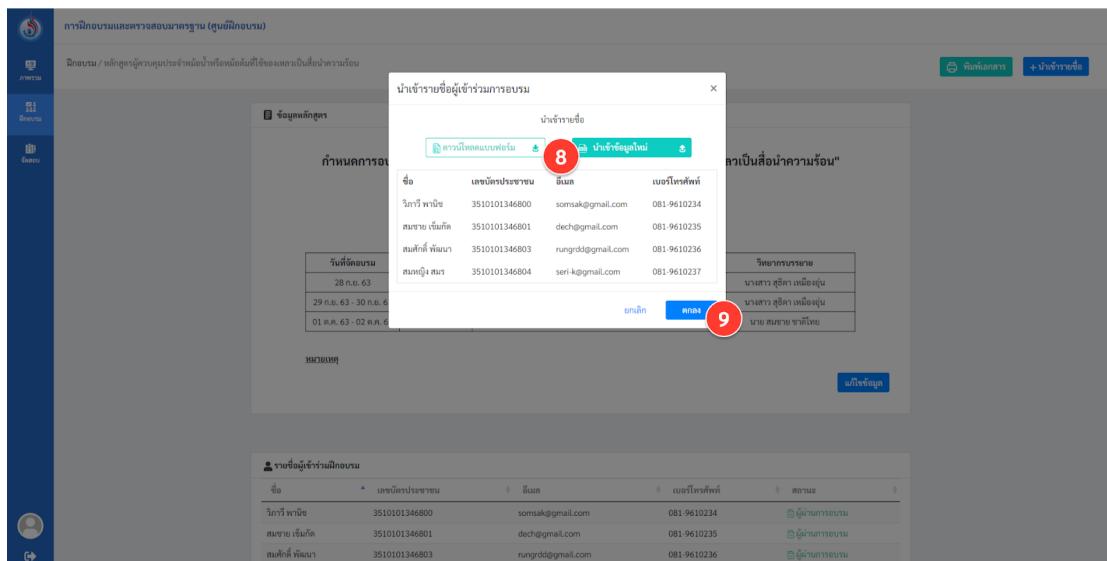 การฝึกอบรมและตรวจสอบมาตรฐาน (ศูนย์ฝึกอบรม)
ภาพรวม
ฝึกอบรม
จัดสอบ
ฝึกอบรม / หลักสูตรผู้ควบคุมประจำหม้อน้ำหรือหม้อต้มที่ใช้ของเหลวเป็นสื่อนำความร้อน
พิมพ์เอกสาร
+ นำเข้ารายชื่อ
ข้อมูลหลักสูตร
นำเข้ารายชื่อผู้เข้าร่วมการอบรม ×
นำเข้ารายชื่อ
ดาวน์โหลดแบบฟอร์ม 8 นำเข้าข้อมูลใหม่
กำหนดการอบ ลวเป็นสื่อนำความร้อน"
ชื่อ เลขบัตรประชาชน อีเมล เบอร์โทรศัพท์
วิภาวี พานิช 3510101346800 somsak@gmail.com 081-9610234
สมชาย เข็มกัด 3510101346801 dech@gmail.com 081-9610235
สมศักดิ์ พัฒนา 3510101346803 rungrdd@gmail.com 081-9610236
สมหญิง สมร 3510101346804 seri-k@gmail.com 081-9610237
ยกเลิก ตกลง 9
วันที่จัดอบรม วิทยากรบรรยาย
28 ก.ย. 63 นางสาว สุธิดา เหมืองอุ่น
29 ก.ย. 63 - 30 ก.ย. 6 นางสาว สุธิดา เหมืองอุ่น
01 ต.ค. 63 - 02 ต.ค. 6 นาย สมชาย ชาติไทย
หมายเหตุ
แก้ไขข้อมูล
รายชื่อผู้เข้าร่วมฝึกอบรม
ชื่อ เลขบัตรประชาชน อีเมล เบอร์โทรศัพท์ สถานะ
วิภาวี พานิช 3510101346800 somsak@gmail.com 081-9610234 ผู้ผ่านการอบรม
สมชาย เข็มกัด 3510101346801 dech@gmail.com 081-9610235 ผู้ผ่านการอบรม
สมศักดิ์ พัฒนา 3510101346803 rungrdd@gmail.com 081-9610236 ผู้ผ่านการอบรม